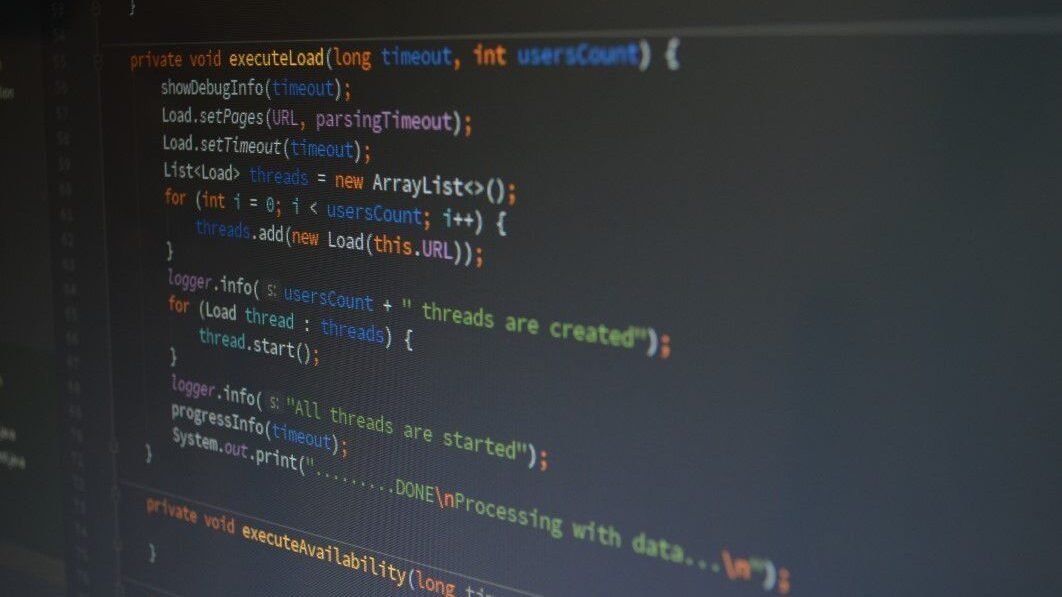 }
private void executeLoad(long timeout, int usersCount) {
showDebugInfo(timeout);
Load.setPages(URL, parsingTimeout);
Load.setTimeout(timeout);
List<Load> threads = new ArrayList<>();
for (int i = 0; i < usersCount; i++) {
threads.add(new Load(this.URL));
}
logger.info( s: usersCount + " threads are created");
for (Load thread : threads) {
thread.start();
}
logger.info( s: "All threads are started");
progressInfo(timeout);
System.out.print(".........DONE\nProcessing with data...\n");
}
private void executeAvailability(long
}